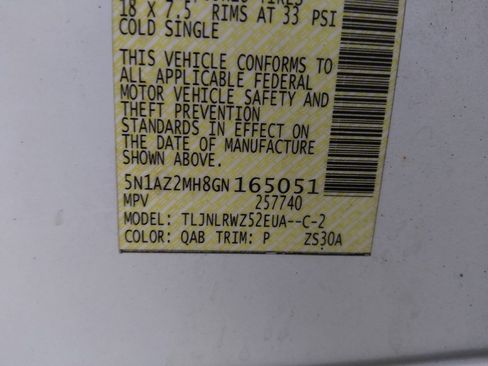 18 X 7.5 RIMS AT 33 PSI
COLD SINGLE
THIS VEHICLE CONFORMS TO
ALL APPLICABLE FEDERAL
MOTOR VEHICLE SAFETY AND
THEFT PREVENTION
STANDARDS IN EFFECT ON
THE DATE OF MANUFACTURE
SHOWN ABOVE.
5N1AZ2MH8GN165051
MPV 257740
MODEL: TLJNLRWZ52EUA--C-2
COLOR: QAB TRIM: P ZS30A